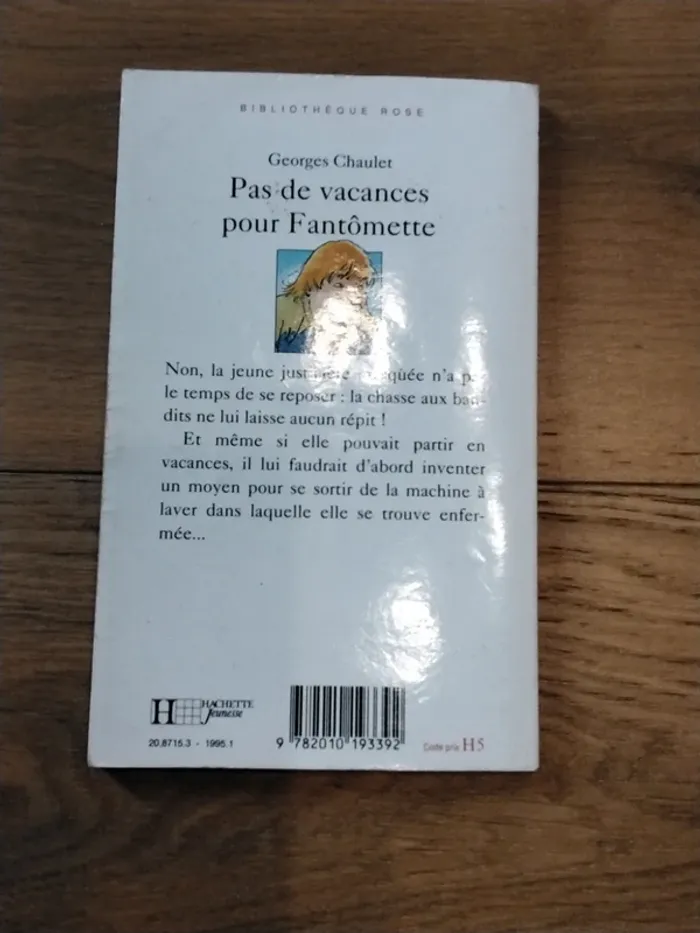 BIBLIOTHÈQUE ROSE
Georges Chaulet
Pas de vacances
pour Fantômette
Non, la jeune n'a
le temps de se reposer : la chasse aux
dits ne lui laisse aucun répit !
Et même si elle pouvait partir en
vacances, il lui faudrait d'abord inventer
un moyen pour se sortir de la machine à
laver dans laquelle elle se trouve enfer-
mée...
H HACHETTE
Jeunesse
20.8715.3 - 1995.1
9 782010 193392
Code prix H5